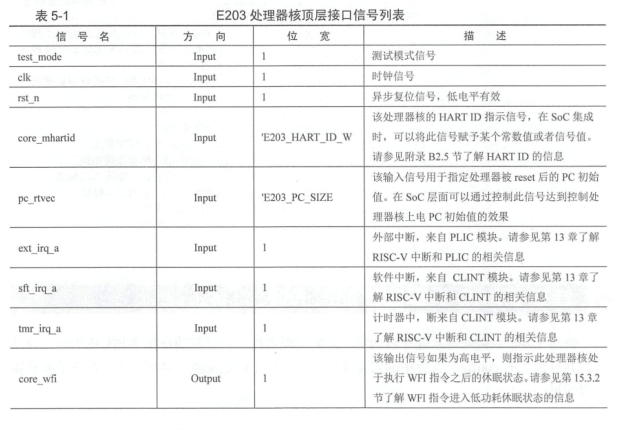 表 5-1 E203 处理器核顶层接口信号列表
信 号 名 方 向 位 宽 描 述
test_mode Input 1 测试模式信号
clk Input 1 时钟信号
rst_n Input 1 异步复位信号，低电平有效
core_mhartid Input 'E203_HART_ID_W 该处理器核的 HART ID 指示信号，在 SoC 集成
时，可以将此信号赋予某个常数值或者信号值。
请参见附录 B2.5 节了解 HART ID 的信息
pc_rtvec Input 'E203_PC_SIZE 该输入信号用于指定处理器被 reset 后的 PC 初始
值。在 SoC 层面可以通过控制此信号达到控制处
理器核上电 PC 初始值的效果
ext_irq_a Input 1 外部中断，来自 PLIC 模块。请参见第 13 章了解
RISC-V 中断和 PLIC 的相关信息
sft_irq_a Input 1 软件中断，来自 CLINT 模块。请参见第 13 章了
解 RISC-V 中断和 CLINT 的相关信息
tmr_irq_a Input 1 计时器中，断来自 CLINT 模块。请参见第 13 章
了解 RISC-V 中断和 CLINT 的相关信息
core_wfi Output 1 该输出信号如果为高电平，则指示此处理器核处
于执行 WFI 指令之后的休眠状态。请参见第 15.3.2
节了解 WFI 指令进入低功耗休眠状态的信息